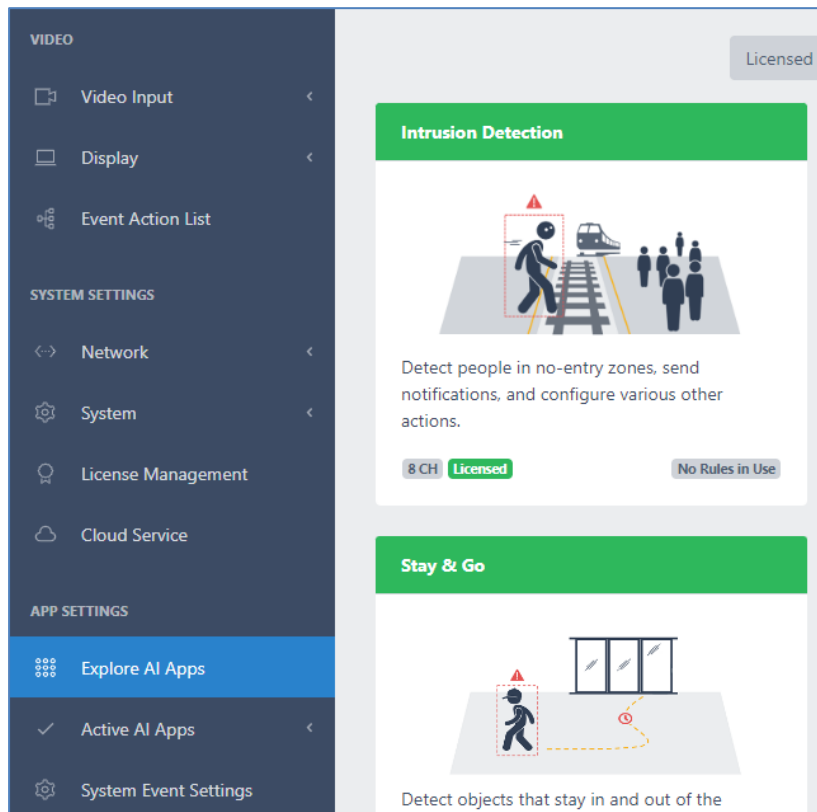 VIDEO
Video Input
Display
Event Action List
SYSTEM SETTINGS
Network
System
License Management
Cloud Service
APP SETTINGS
Explore AI Apps
Active AI Apps
System Event Settings
Licensed
Intrusion Detection
Detect people in no-entry zones, send
notifications, and configure various other
actions.
8 CH Licensed No Rules in Use
Stay & Go
Detect objects that stay in and out of the